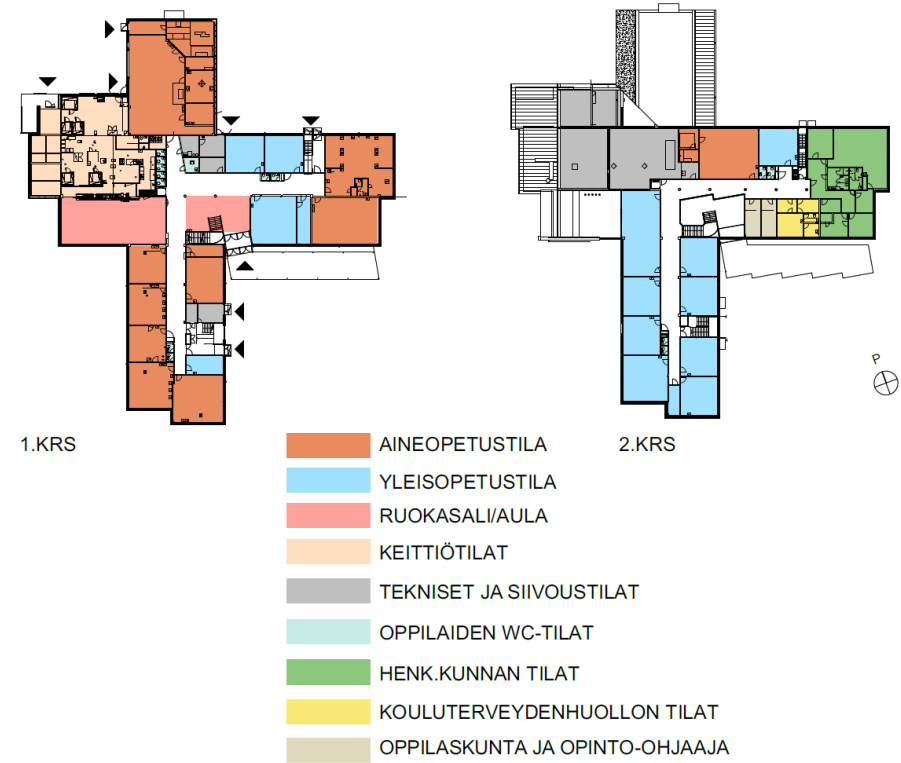 P
1.KRS
2.KRS
AINEOPETUSTILA
YLEISOPETUSTILA
RUOKASALI/AULA
KEITTIÖTILAT
TEKNISET JA SIIVOUSTILAT
OPPILAIDEN WC-TILAT
HENK.KUNNAN TILAT
KOULUTERVEYDENHUOLLON TILAT
OPPILASKUNTA JA OPINTO-OHJAAJA